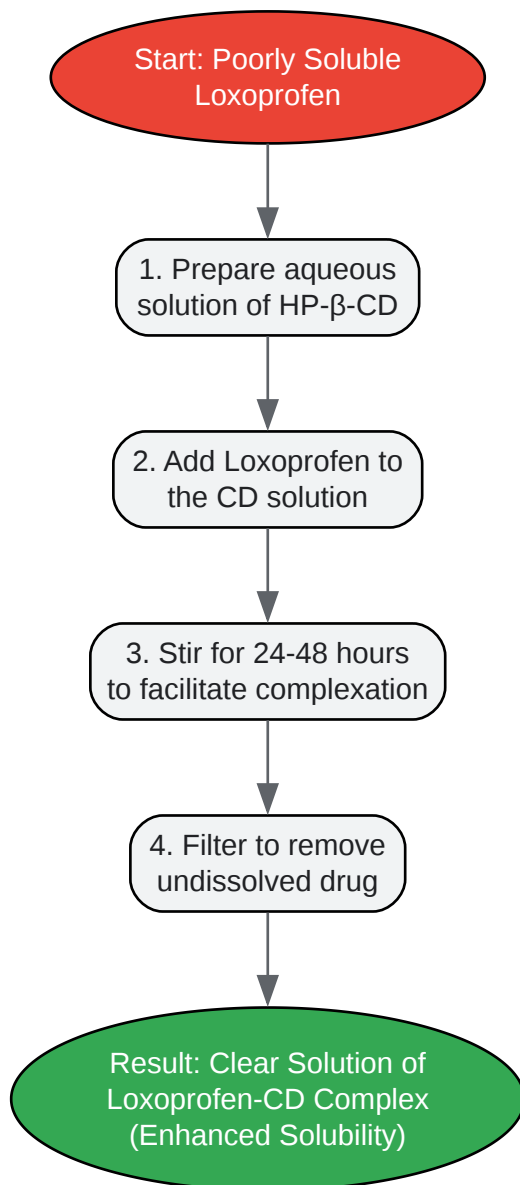 Start: Poorly Soluble
Loxoprofen
1. Prepare aqueous
solution of HP-β-CD
2. Add Loxoprofen to
the CD solution
3. Stir for 24-48 hours
to facilitate complexation
4. Filter to remove
undissolved drug
Result: Clear Solution of
Loxoprofen-CD Complex
(Enhanced Solubility)